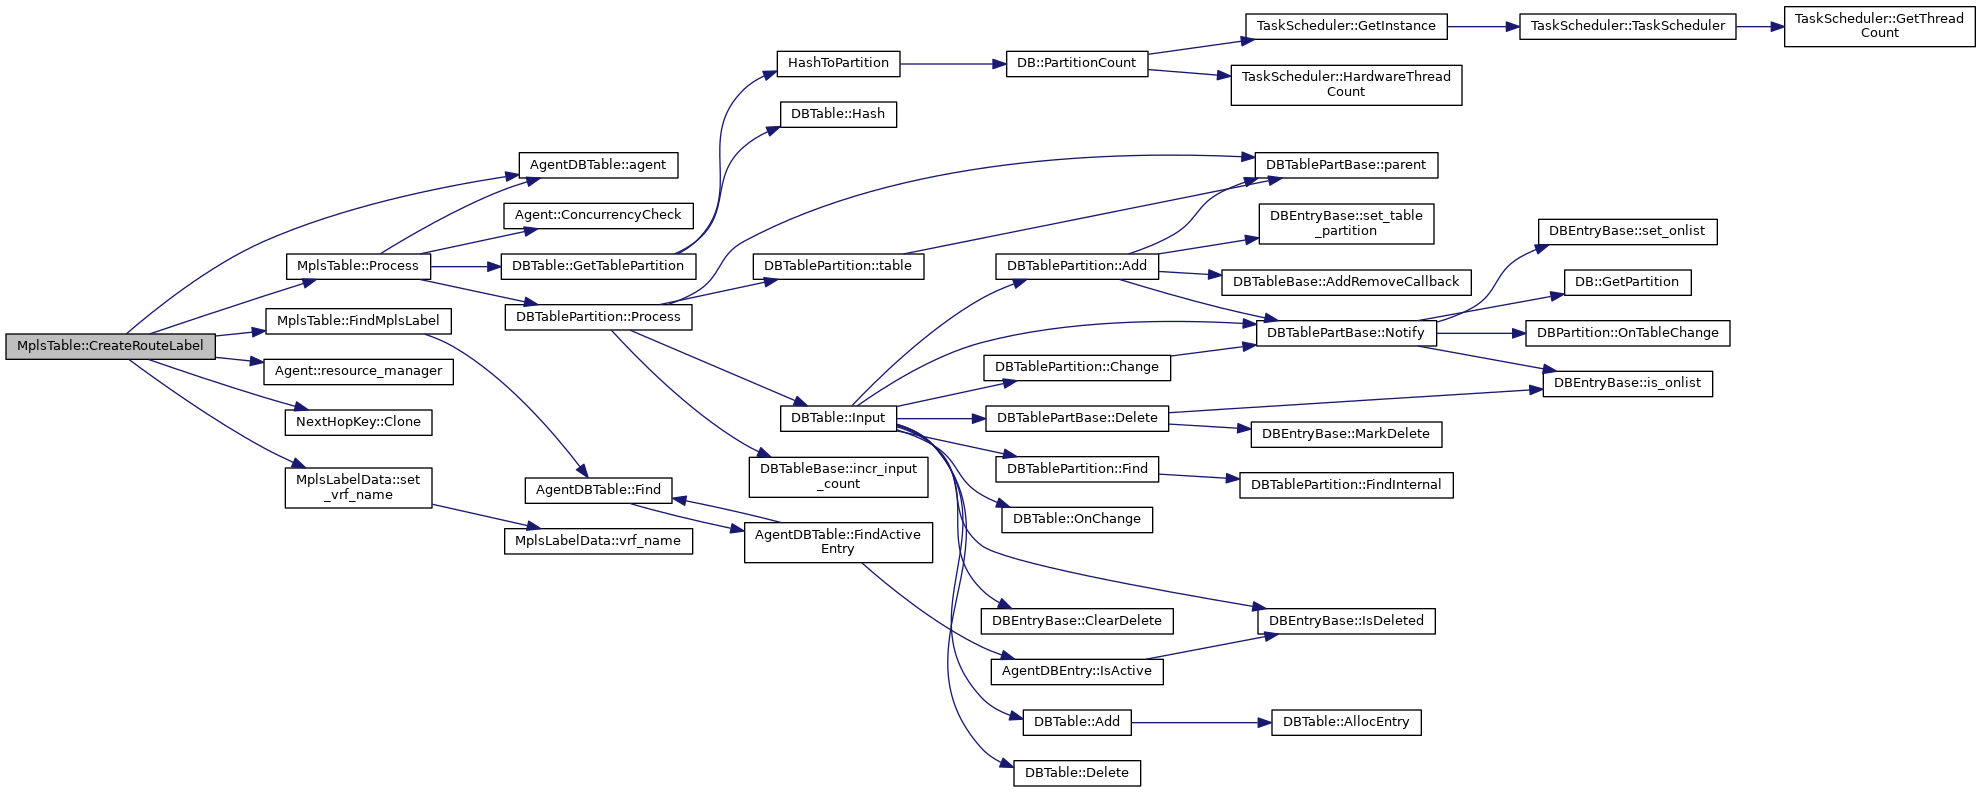 MplsTable::CreateRouteLabel
AgentDBTable::agent
MplsTable::Process
Agent::ConcurrencyCheck
DBTable::GetTablePartition
HashToPartition
DB::PartitionCount
TaskScheduler::GetInstance
TaskScheduler::TaskScheduler
TaskScheduler::GetThread
Count
TaskScheduler::HardwareThread
Count
DBTable::Hash
DBTablePartition::Process
DBTablePartition::table
DBTablePartBase::parent
DBTable::Input
DBTablePartition::Add
DBEntryBase::set_table
_partition
DBTableBase::AddRemoveCallback
DBTablePartBase::Notify
DBEntryBase::set_onlist
DB::GetPartition
DBPartition::OnTableChange
DBEntryBase::is_onlist
DBTablePartition::Change
DBTablePartBase::Delete
DBEntryBase::MarkDelete
DBTablePartition::Find
DBTablePartition::FindInternal
DBTable::OnChange
DBEntryBase::ClearDelete
DBEntryBase::IsDeleted
DBTable::Add
DBTable::AllocEntry
DBTable::Delete
DBTableBase::incr_input
_count
MplsTable::FindMplsLabel
AgentDBTable::Find
AgentDBTable::FindActive
Entry
AgentDBEntry::IsActive
Agent::resource_manager
NextHopKey::Clone
MplsLabelData::set
_vrf_name
MplsLabelData::vrf_name